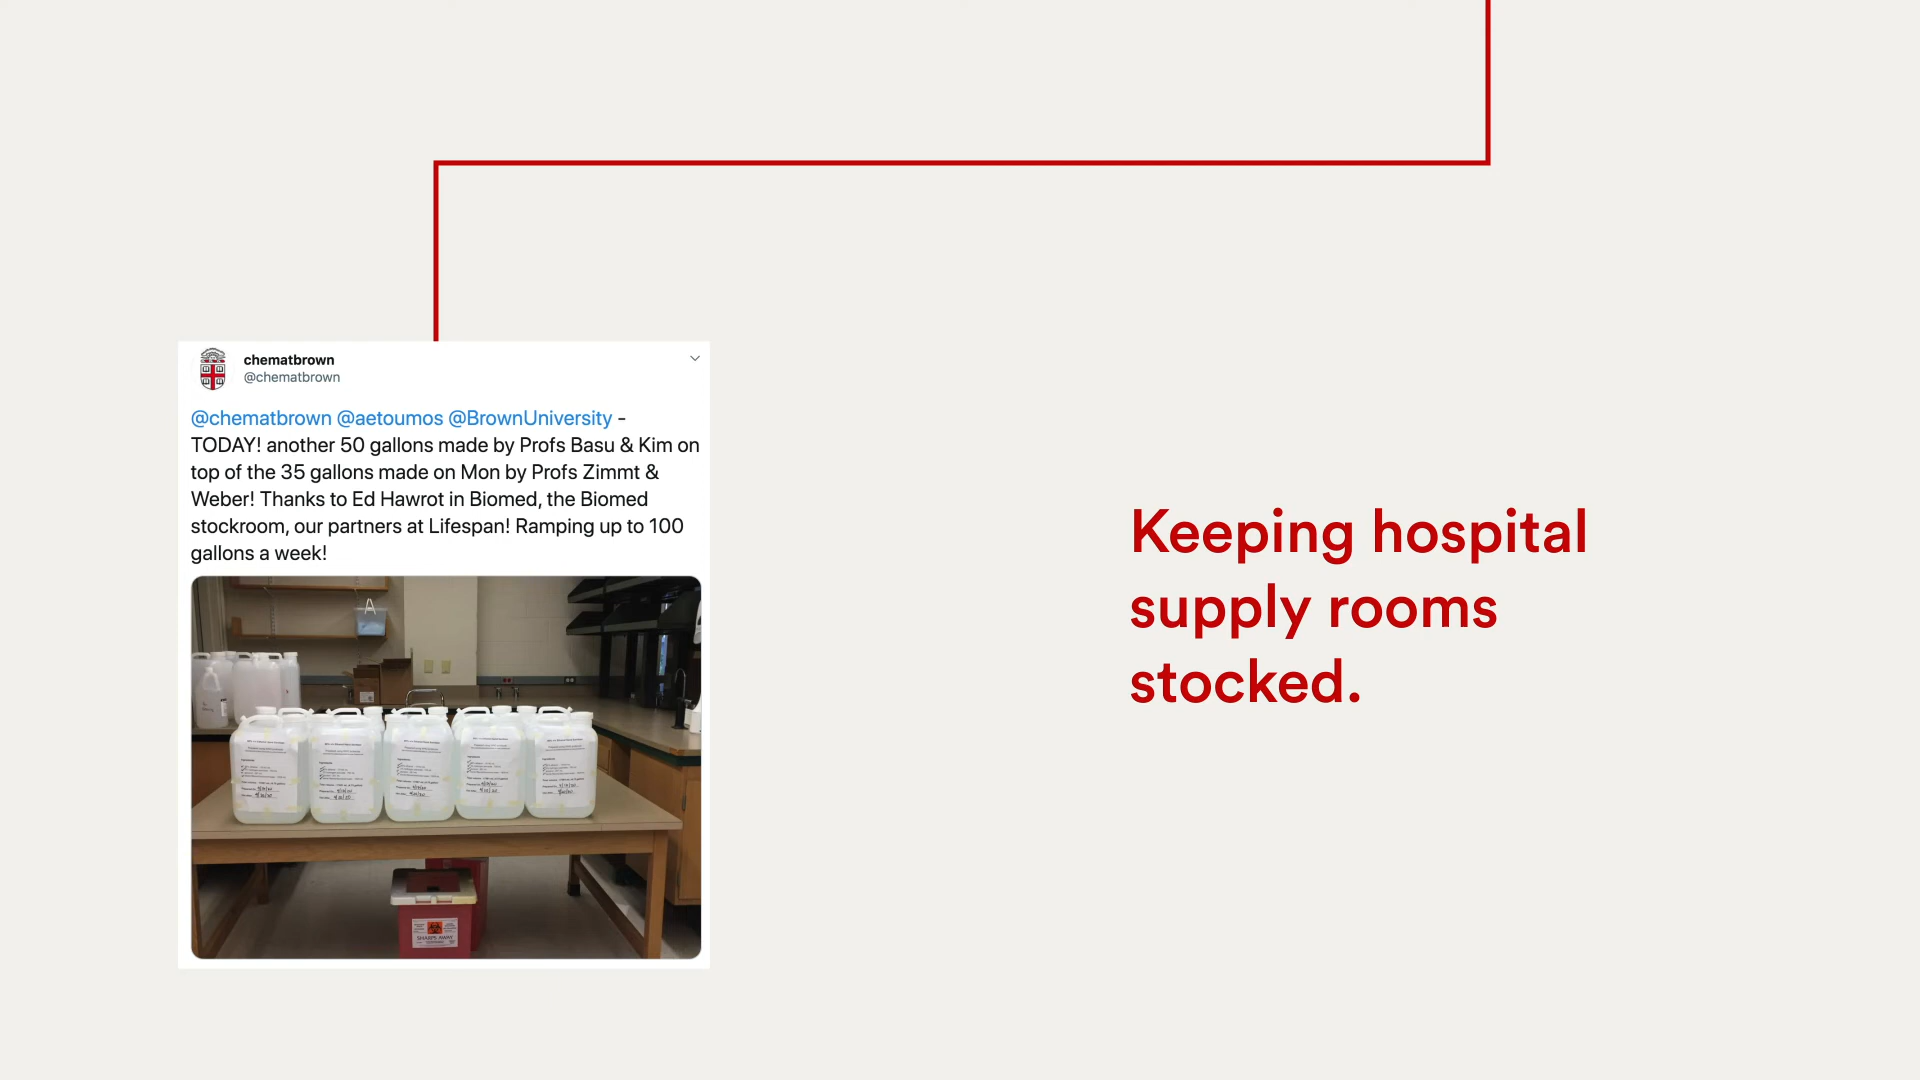 chematbrown
@chematbrown
@chematbrown @aetoumos @BrownUniversity -
TODAY! another 50 gallons made by Profs Basu & Kim on
top of the 35 gallons made on Mon by Profs Zimmt &
Weber! Thanks to Ed Hawrot in Biomed, the Biomed
stockroom, our partners at Lifespan! Ramping up to 100
gallons a week!
SHARPS AWAY
Keeping hospital
supply rooms
stocked.